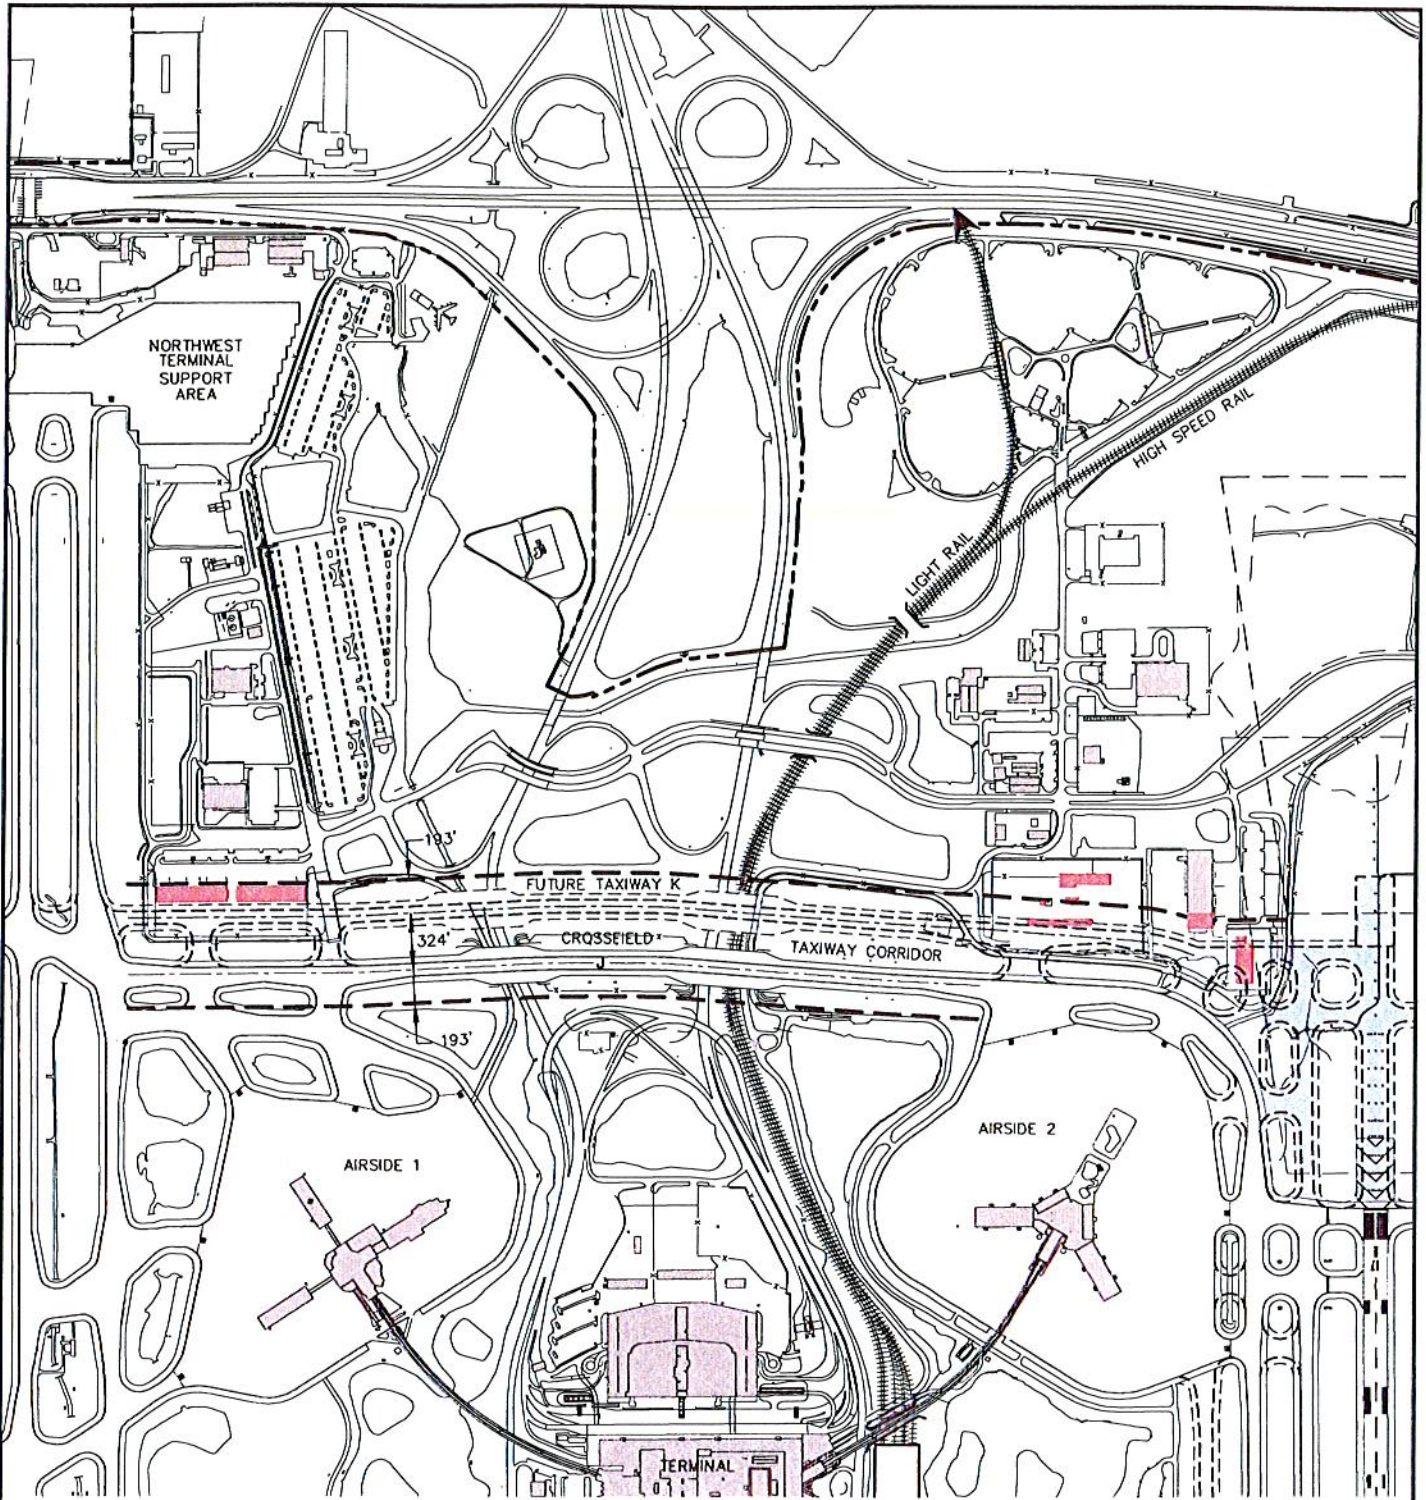 NORTHWEST
TERMINAL
SUPPORT
AREA
HIGH SPEED RAIL
LIGHT RAIL
193'
FUTURE TAXIWAY K
324'
CROSSFIELD
TAXIWAY CORRIDOR
J
193'
AIRSIDE 1
AIRSIDE 2
TERMINAL